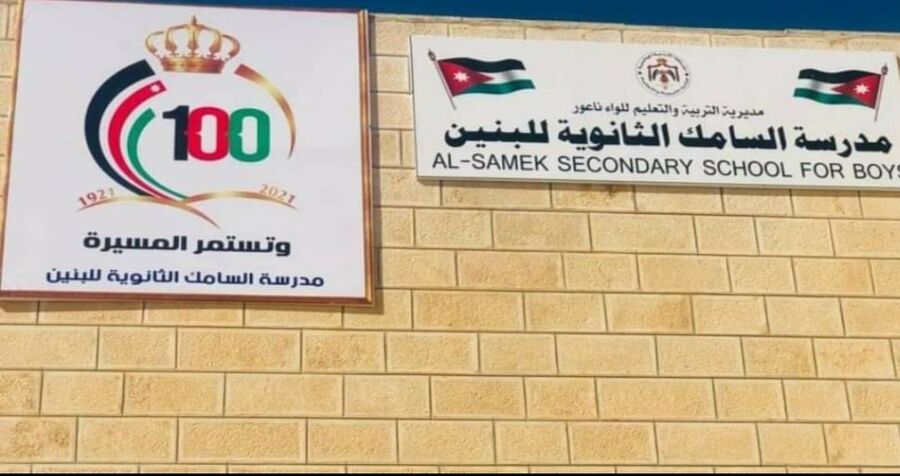 100
1921
2021
وتستمر المسيرة
مدرسة السامك الثانوية للبنين
مديرية التربية والتعليم للواء ناعور
مدرسة السامك الثانوية للبنين
AL-SAMEK SECONDARY SCHOOL FOR BOYS